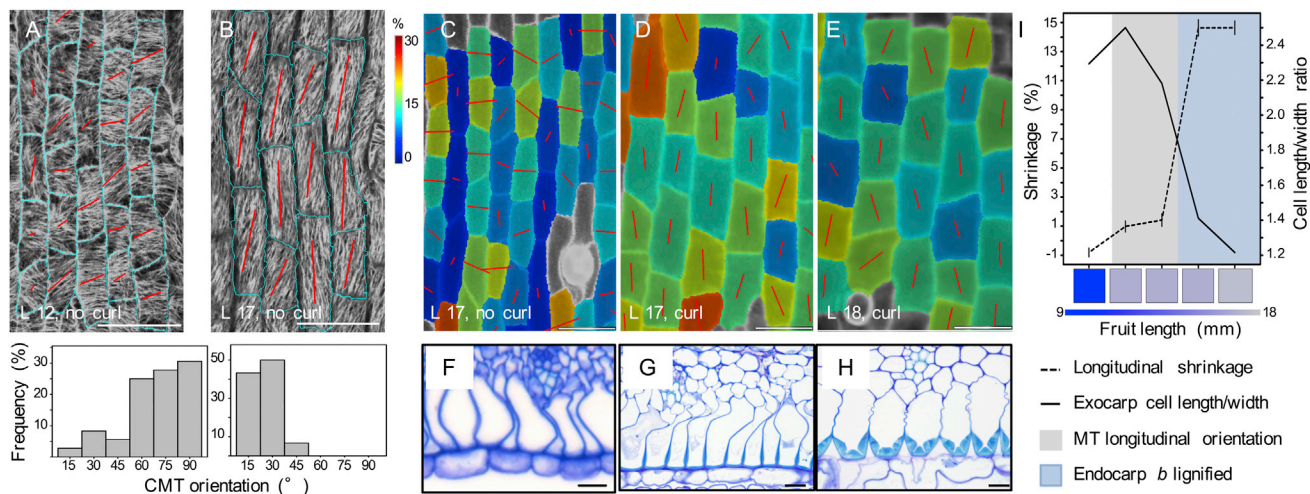 A
L 12, no curl
B
L 17, no curl
%
30
15
0
C
L 17, no curl
D
L 17, curl
E
L 18, curl
Frequency (%)
30
20
10
50
30
10
15 30 45 60 75 90
15 30 45 60 75 90
CMT orientation (°)
F
G
H
I
Shrinkage (%)
15
13
11
9
7
5
3
1
-1
Cell length/width ratio
2.4
2.2
2.0
1.8
1.6
1.4
1.2
9
18
Fruit length (mm)
Longitudinal shrinkage
Exocarp cell length/width
MT longitudinal orientation
Endocarp b lignified